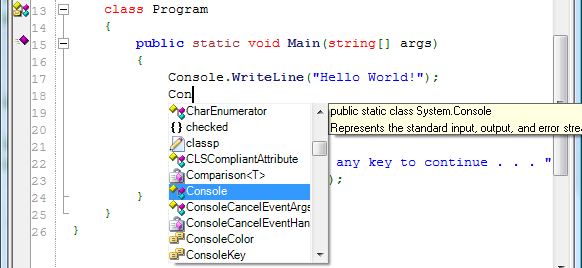 13 class Program
14 {
15 public static void Main(string[] args)
16 {
17 Console.WriteLine("Hello World!");
18 Con
19 CharEnumerator public static class System.Console
20 { } checked Represents the standard input, output, and error stre
21 classp
CLSCompliantAttribute any key to continue . . . "
22 Comparison<T> );
23 Console
24 } ConsoleCancelEventArgs
25 } ConsoleCancelEventHan
26 } ConsoleColor
ConsoleKey